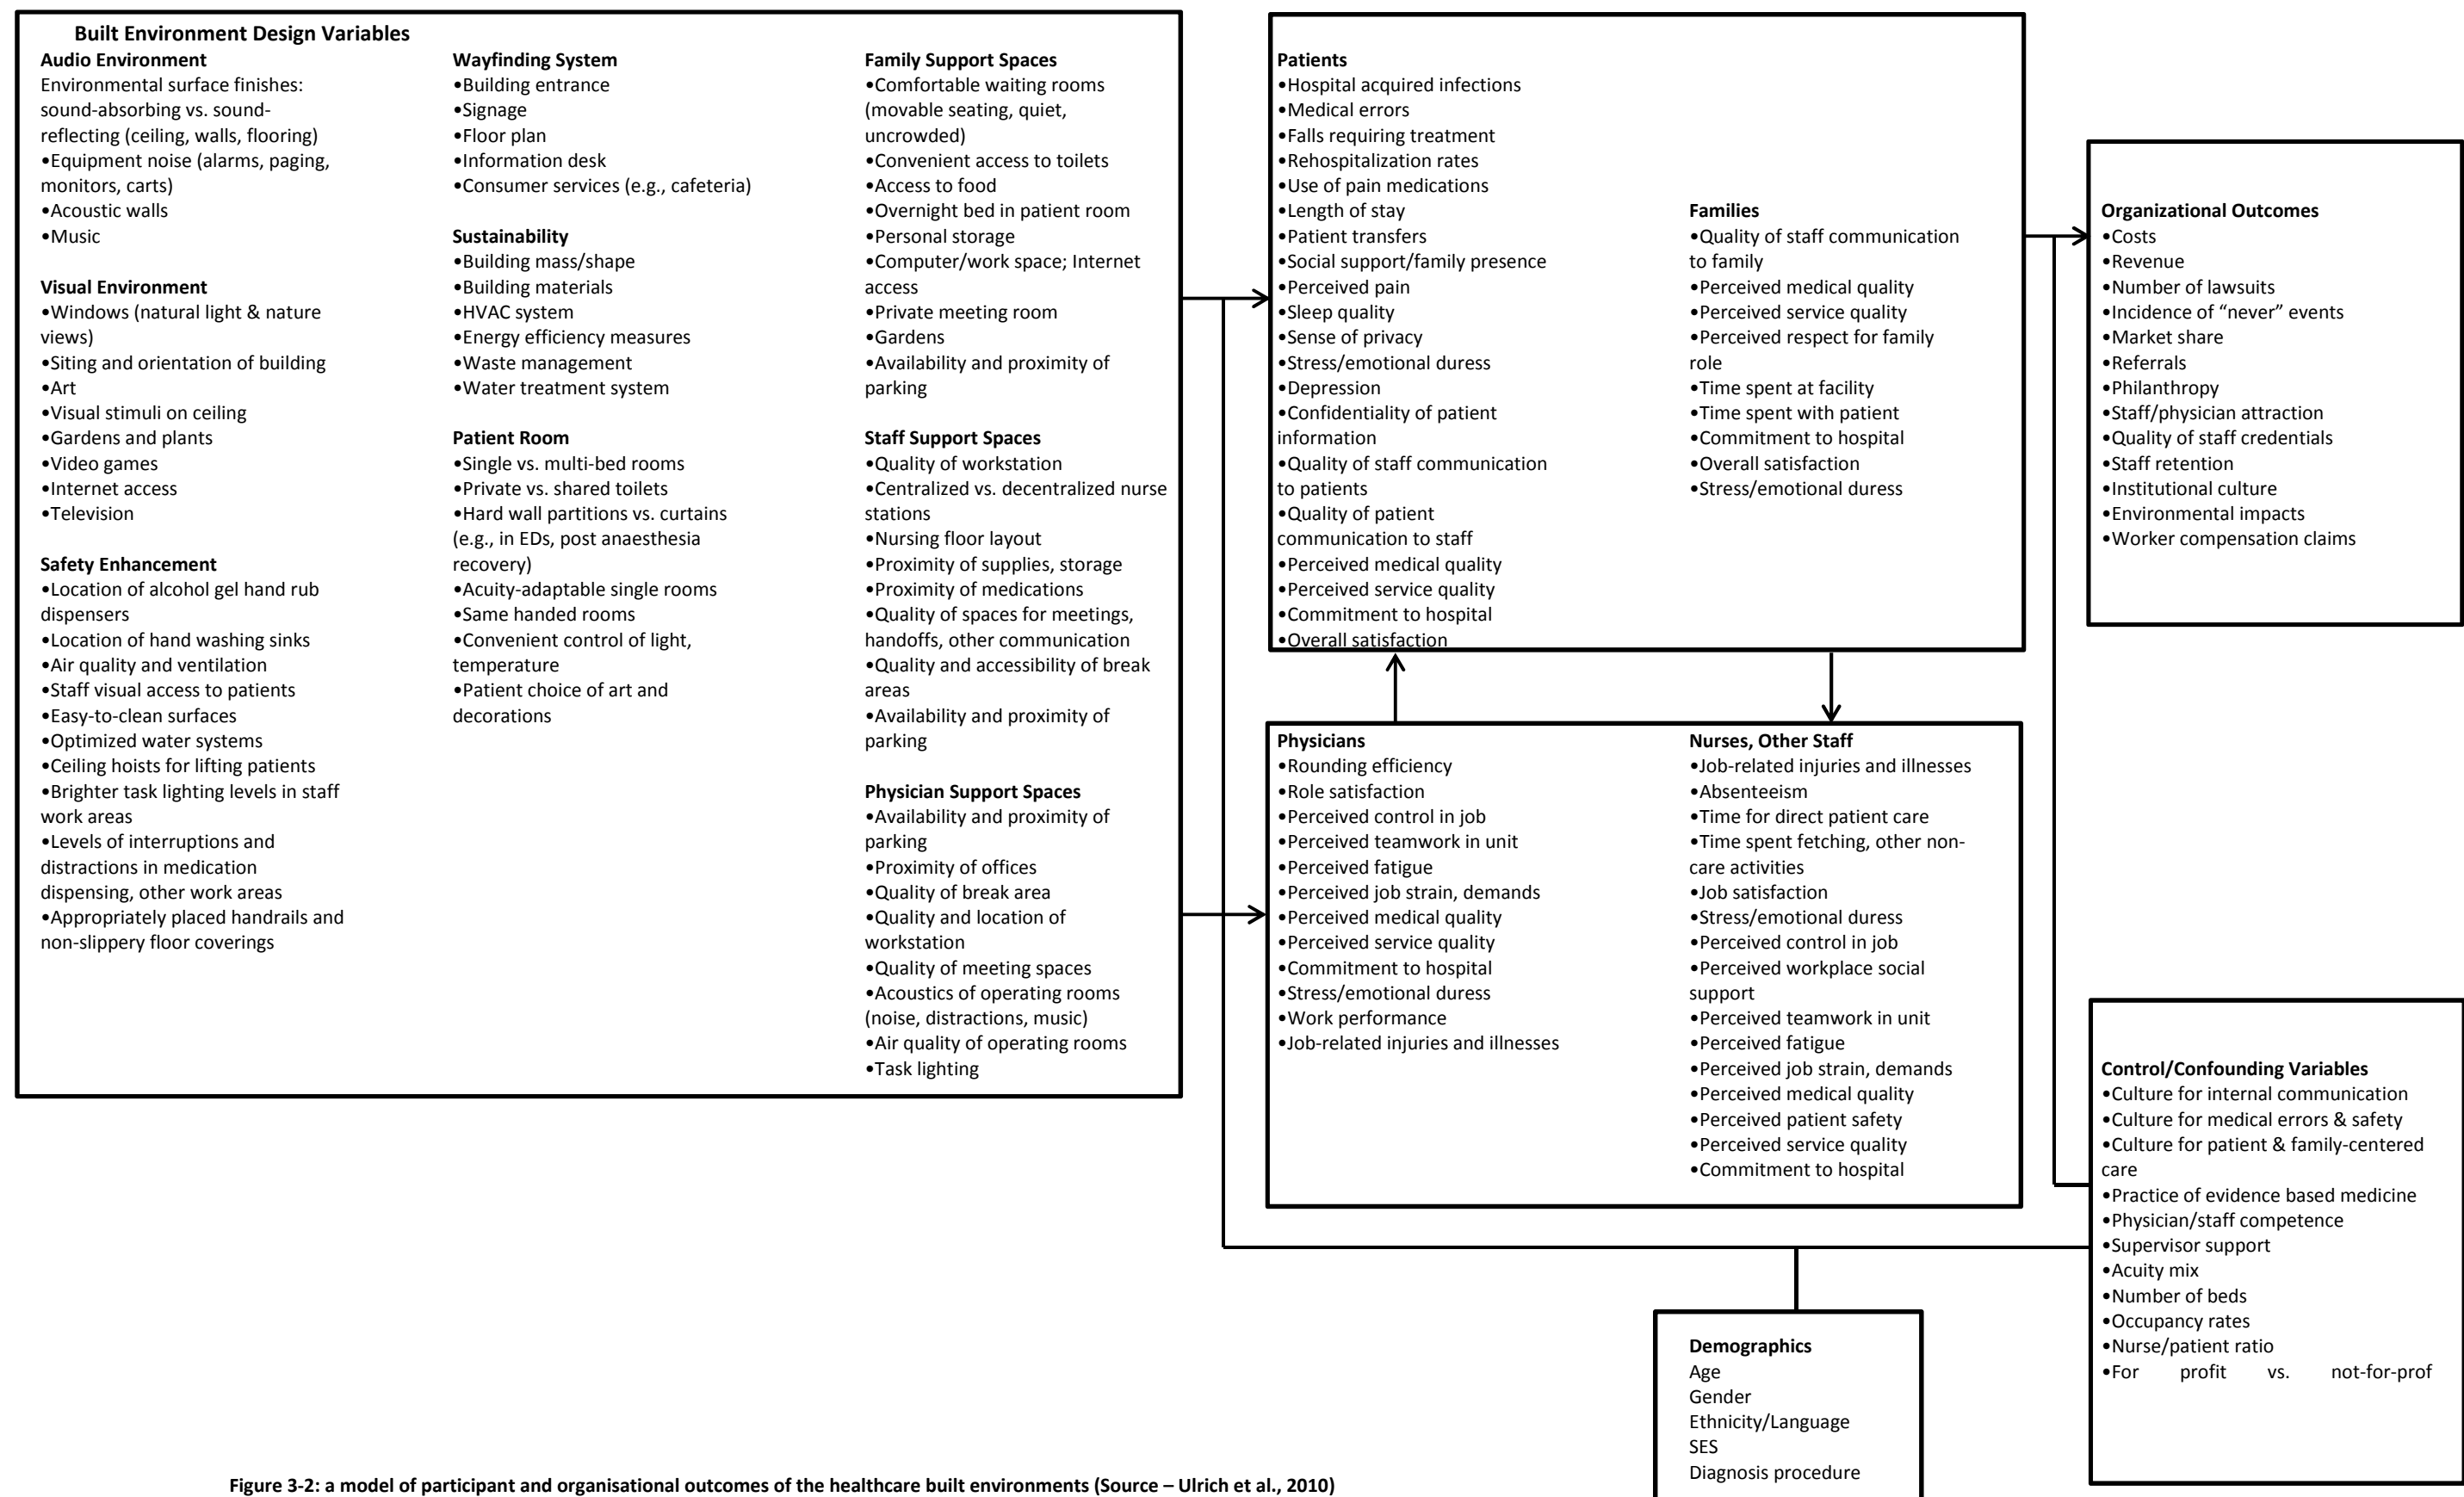 Built Environment Design Variables
Audio Environment
Environmental surface finishes:
sound-absorbing vs. sound-
reflecting (ceiling, walls, flooring)
•Equipment noise (alarms, paging,
monitors, carts)
•Acoustic walls
•Music
Visual Environment
•Windows (natural light & nature
views)
•Siting and orientation of building
•Art
•Visual stimuli on ceiling
•Gardens and plants
•Video games
•Internet access
•Television
Safety Enhancement
•Location of alcohol gel hand rub
dispensers
•Location of hand washing sinks
•Air quality and ventilation
•Staff visual access to patients
•Easy-to-clean surfaces
•Optimized water systems
•Ceiling hoists for lifting patients
•Brighter task lighting levels in staff
work areas
•Levels of interruptions and
distractions in medication
dispensing, other work areas
•Appropriately placed handrails and
non-slippery floor coverings
Wayfinding System
•Building entrance
•Signage
•Floor plan
•Information desk
•Consumer services (e.g., cafeteria)
Sustainability
•Building mass/shape
•Building materials
•HVAC system
•Energy efficiency measures
•Waste management
•Water treatment system
Patient Room
•Single vs. multi-bed rooms
•Private vs. shared toilets
•Hard wall partitions vs. curtains
(e.g., in EDs, post anaesthesia
recovery)
•Acuity-adaptable single rooms
•Same handed rooms
•Convenient control of light,
temperature
•Patient choice of art and
decorations
Family Support Spaces
•Comfortable waiting rooms
(movable seating, quiet,
uncrowded)
•Convenient access to toilets
•Access to food
•Overnight bed in patient room
•Personal storage
•Computer/work space; Internet
access
•Private meeting room
•Gardens
•Availability and proximity of
parking
Staff Support Spaces
•Quality of workstation
•Centralized vs. decentralized nurse
stations
•Nursing floor layout
•Proximity of supplies, storage
•Proximity of medications
•Quality of spaces for meetings,
handoffs, other communication
•Quality and accessibility of break
areas
•Availability and proximity of
parking
Physician Support Spaces
•Availability and proximity of
parking
•Proximity of offices
•Quality of break area
•Quality and location of
workstation
•Quality of meeting spaces
•Acoustics of operating rooms
(noise, distractions, music)
•Air quality of operating rooms
•Task lighting
Patients
•Hospital acquired infections
•Medical errors
•Falls requiring treatment
•Rehospitalization rates
•Use of pain medications
•Length of stay
•Patient transfers
•Social support/family presence
•Perceived pain
•Sleep quality
•Sense of privacy
•Stress/emotional duress
•Depression
•Confidentiality of patient
information
•Quality of staff communication
to patients
•Quality of patient
communication to staff
•Perceived medical quality
•Perceived service quality
•Commitment to hospital
•Overall satisfaction
Families
•Quality of staff communication
to family
•Perceived medical quality
•Perceived service quality
•Perceived respect for family
role
•Time spent at facility
•Time spent with patient
•Commitment to hospital
•Overall satisfaction
•Stress/emotional duress
Physicians
•Rounding efficiency
•Role satisfaction
•Perceived control in job
•Perceived teamwork in unit
•Perceived fatigue
•Perceived job strain, demands
•Perceived medical quality
•Perceived service quality
•Commitment to hospital
•Stress/emotional duress
•Work performance
•Job-related injuries and illnesses
Nurses, Other Staff
•Job-related injuries and illnesses
•Absenteeism
•Time for direct patient care
•Time spent fetching, other non-
care activities
•Job satisfaction
•Stress/emotional duress
•Perceived control in job
•Perceived workplace social
support
•Perceived teamwork in unit
•Perceived fatigue
•Perceived job strain, demands
•Perceived medical quality
•Perceived patient safety
•Perceived service quality
•Commitment to hospital
Organizational Outcomes
•Costs
•Revenue
•Number of lawsuits
•Incidence of “never” events
•Market share
•Referrals
•Philanthropy
•Staff/physician attraction
•Quality of staff credentials
•Staff retention
•Institutional culture
•Environmental impacts
•Worker compensation claims
Control/Confounding Variables
•Culture for internal communication
•Culture for medical errors & safety
•Culture for patient & family-centered
care
•Practice of evidence based medicine
•Physician/staff competence
•Supervisor support
•Acuity mix
•Number of beds
•Occupancy rates
•Nurse/patient ratio
•For profit vs. not-for-prof
Demographics
Age
Gender
Ethnicity/Language
SES
Diagnosis procedure
Figure 3-2: a model of participant and organisational outcomes of the healthcare built environments (Source – Ulrich et al., 2010)